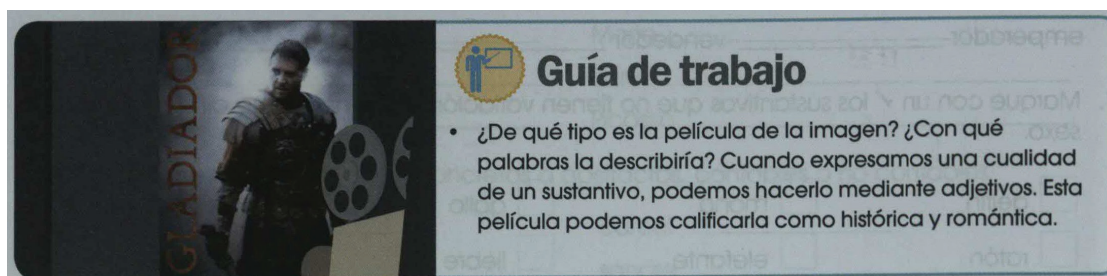 GLADIADOR
Guía de trabajo
• ¿De qué tipo es la película de la imagen? ¿Con qué
palabras la describiría? Cuando expresamos una cualidad
de un sustantivo, podemos hacerlo mediante adjetivos. Esta
película podemos calificarla como histórica y romántica.